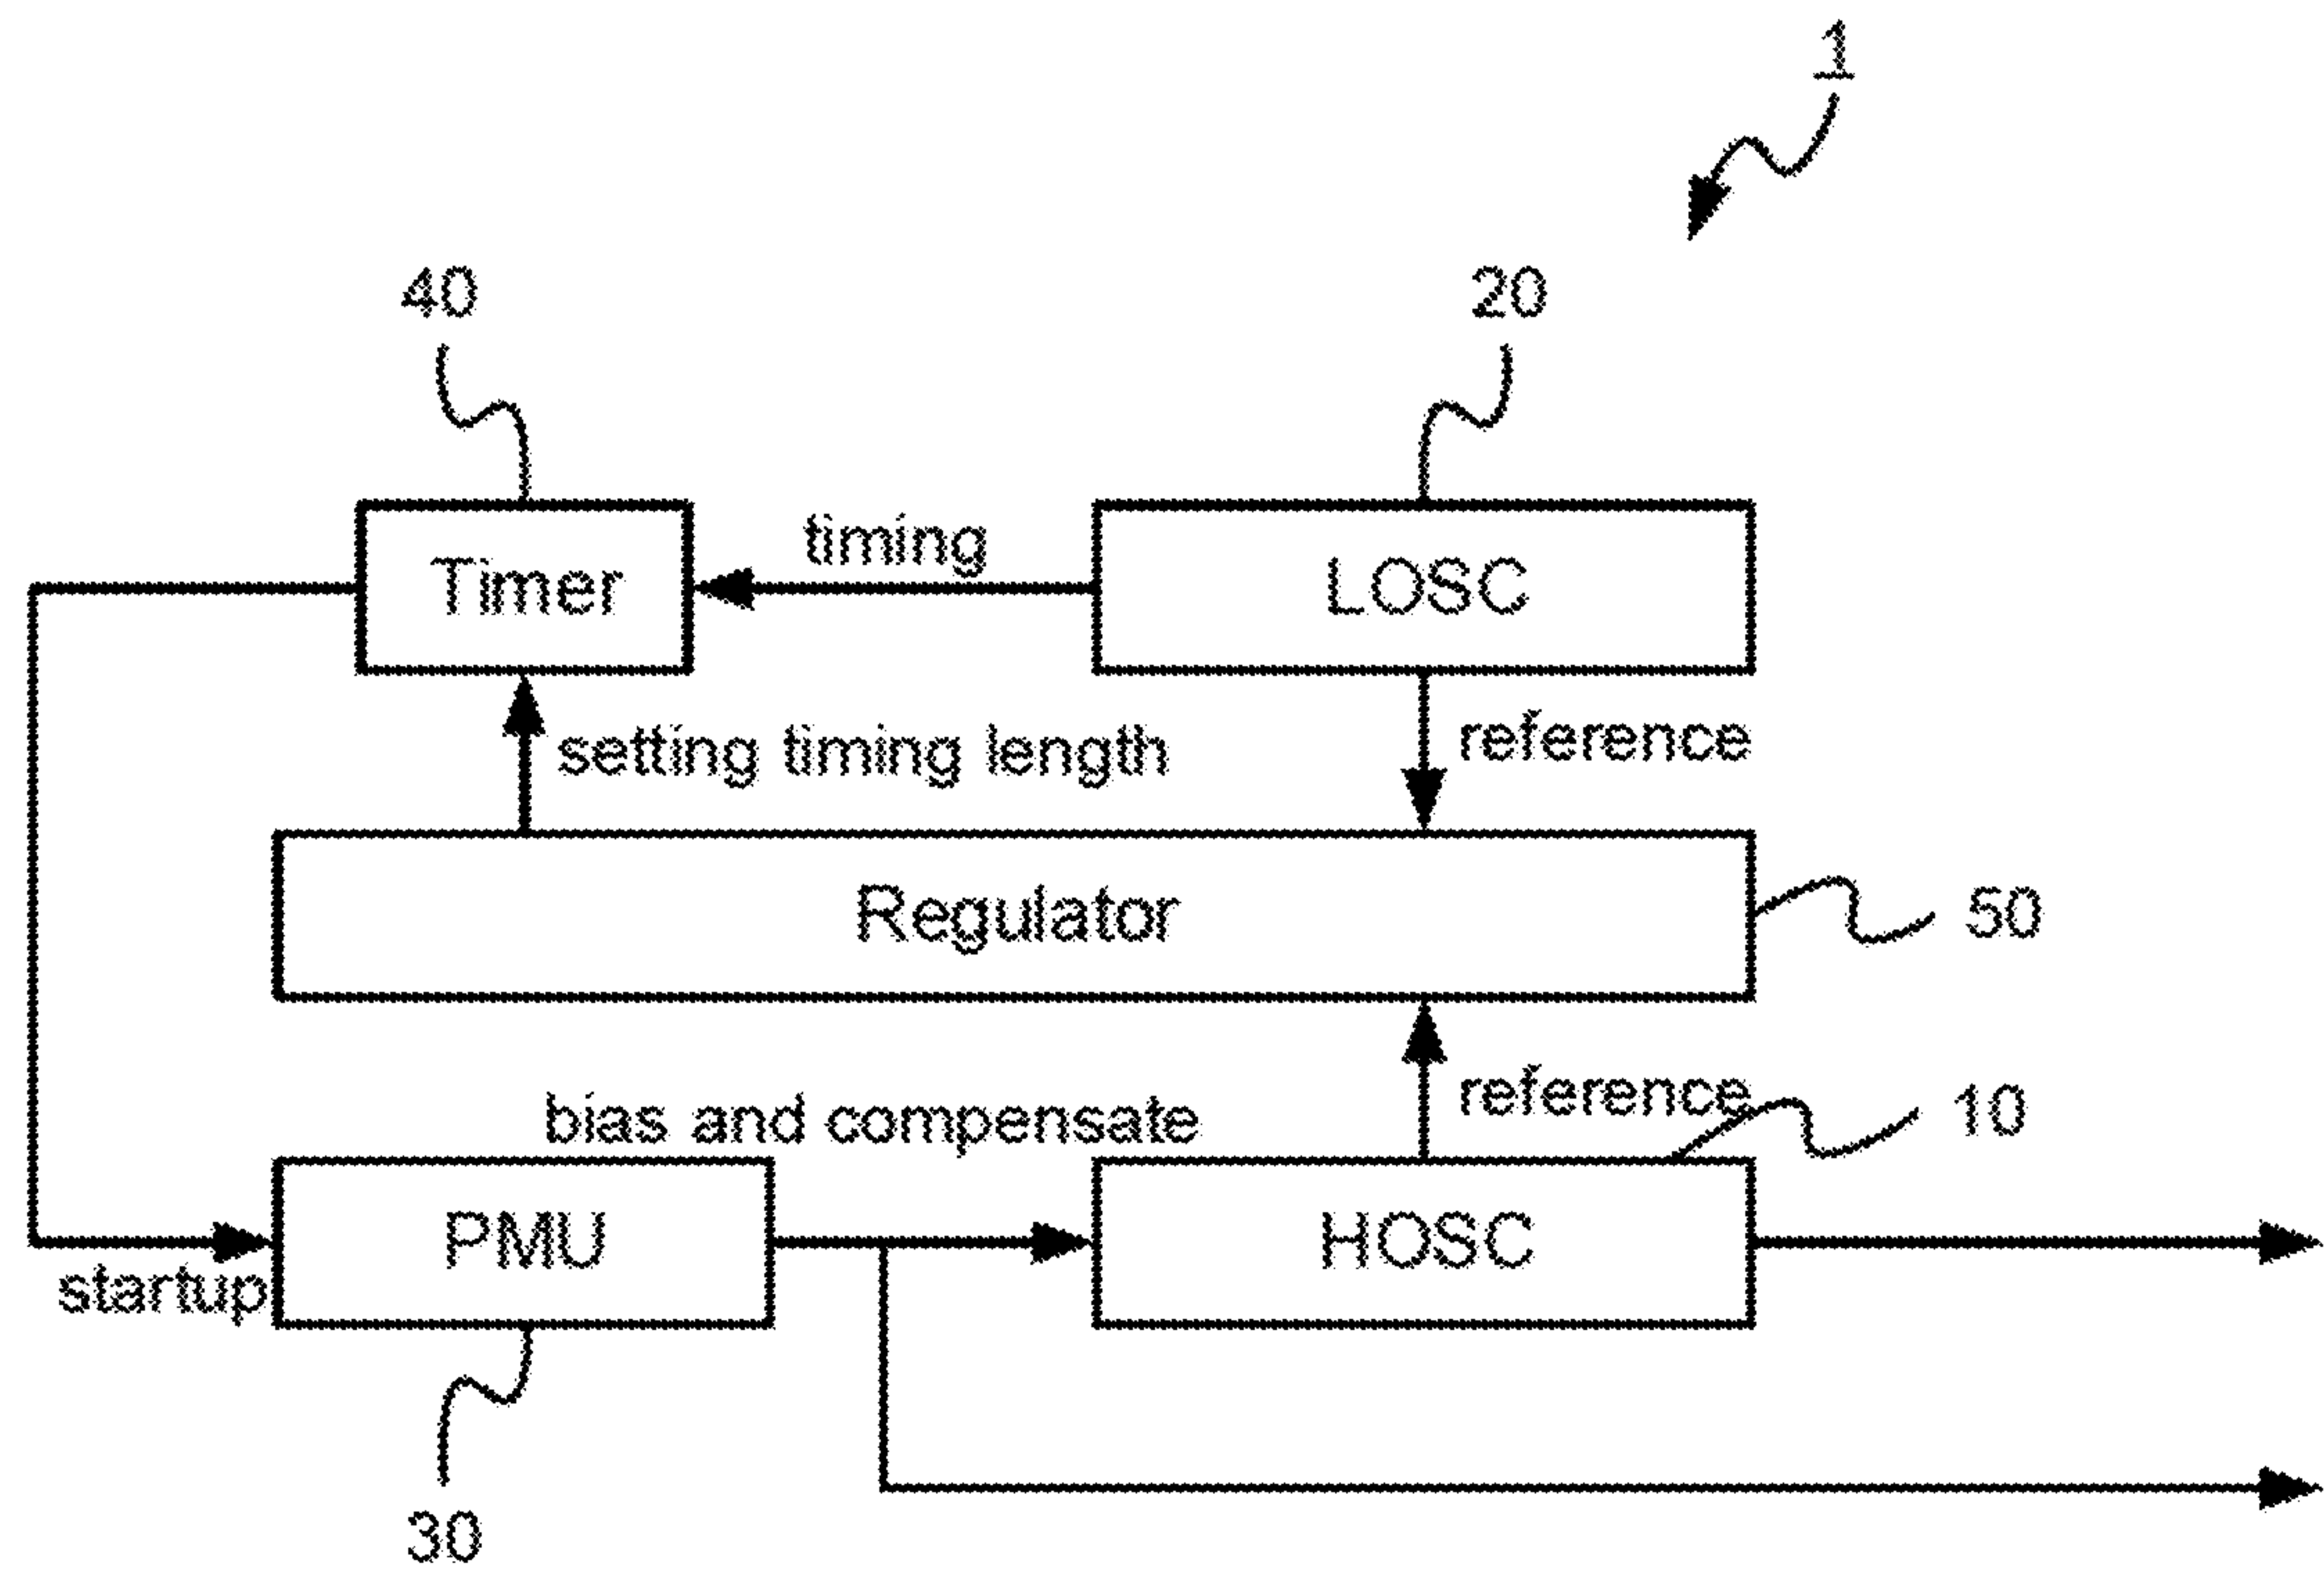 1
40
20
Timer
timing
LOSC
setting timing length
reference
Regulator
50
reference
10
bias and compensate
PMU
HOSC
startup
30